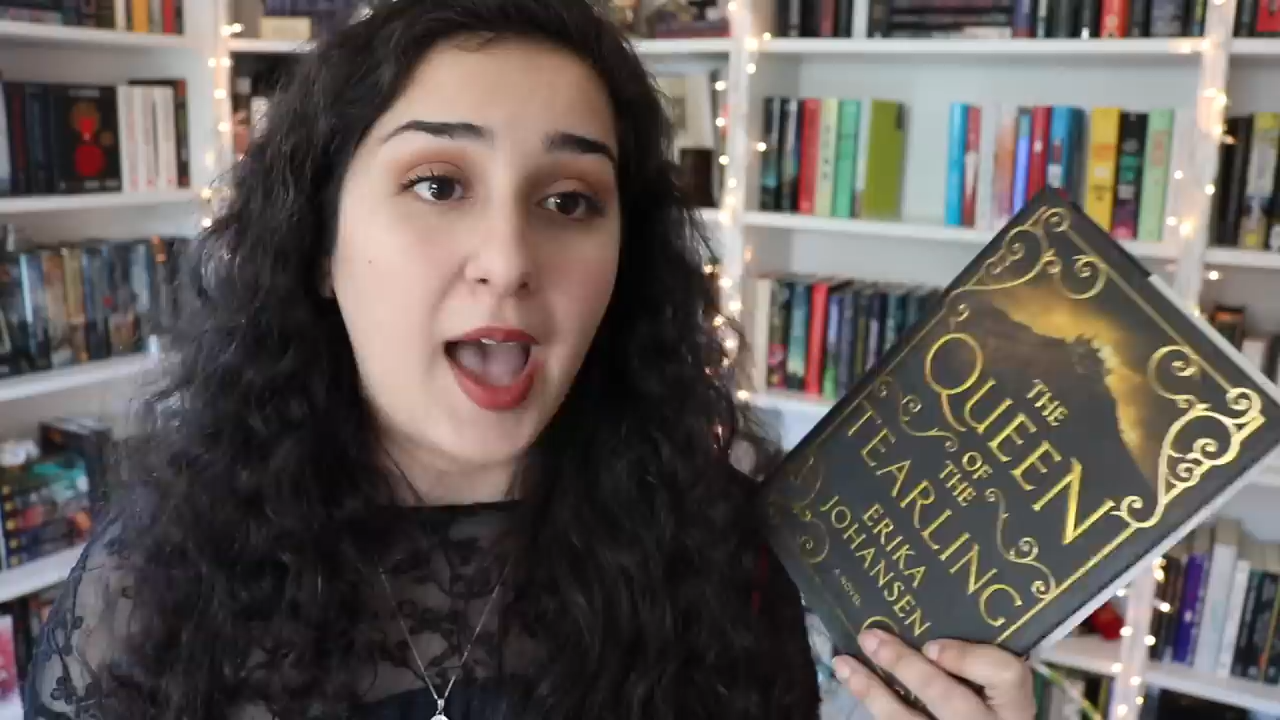 THE
QUEEN
OF
THE
TEARLING
ERIKA
JOHANSEN
A NOVEL